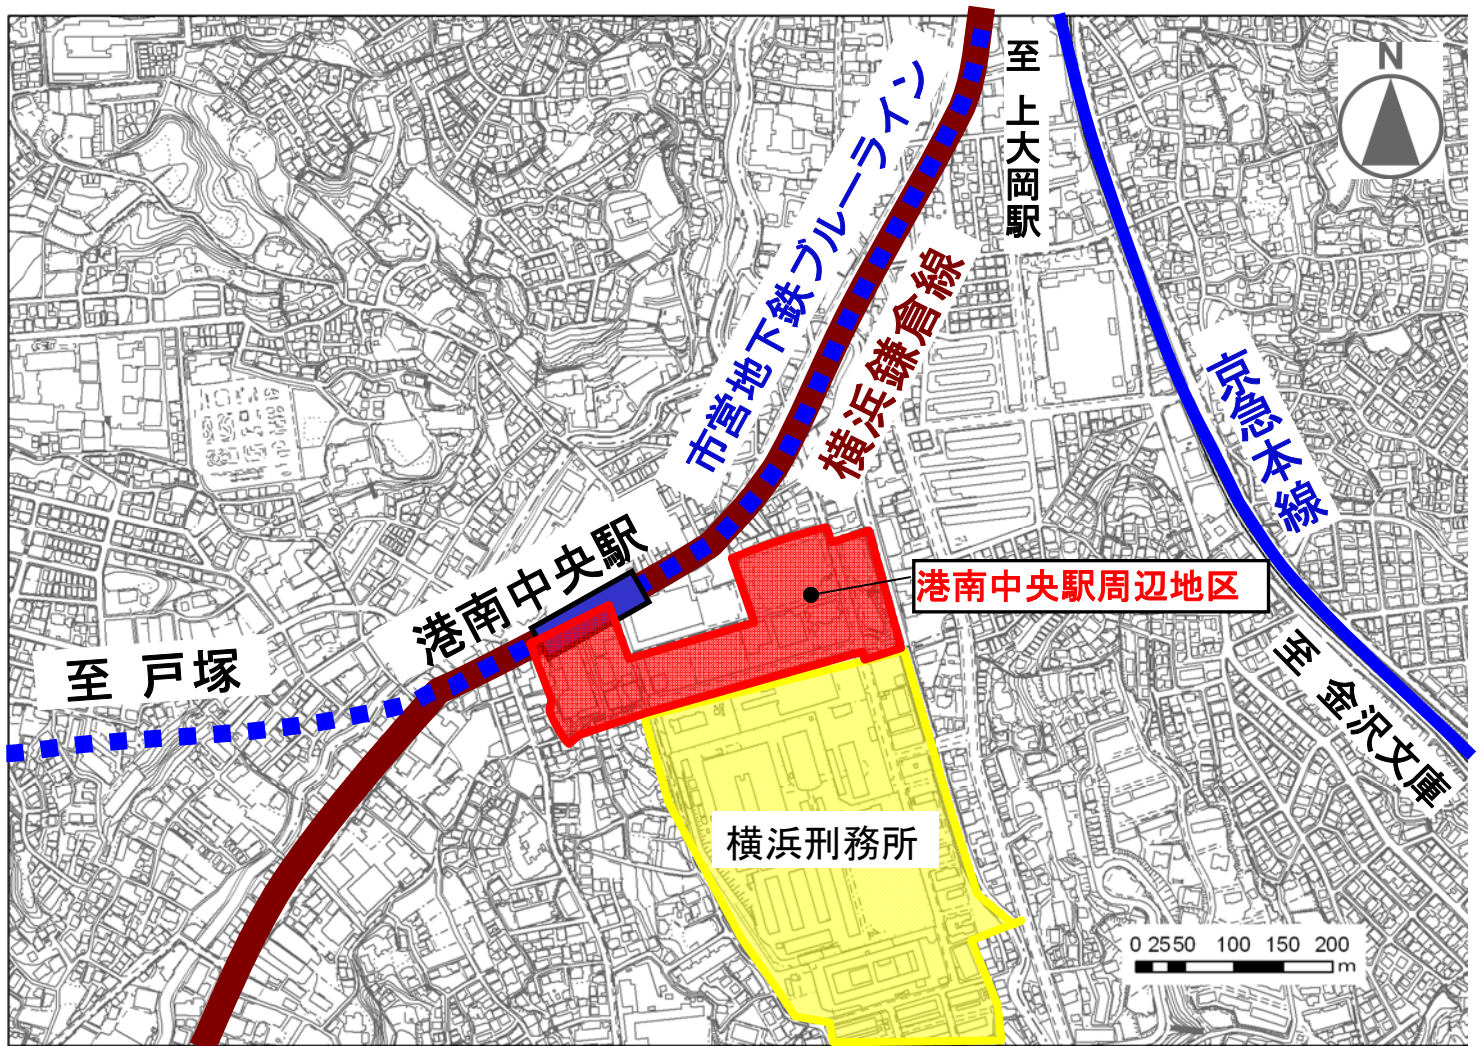 N
至 上大岡駅
市営地下鉄ブルーライン
横浜鎌倉線
京急本線
港南中央駅
港南中央駅周辺地区
至 戸塚
至 金沢文庫
横浜刑務所
0 2550 100 150 200
m